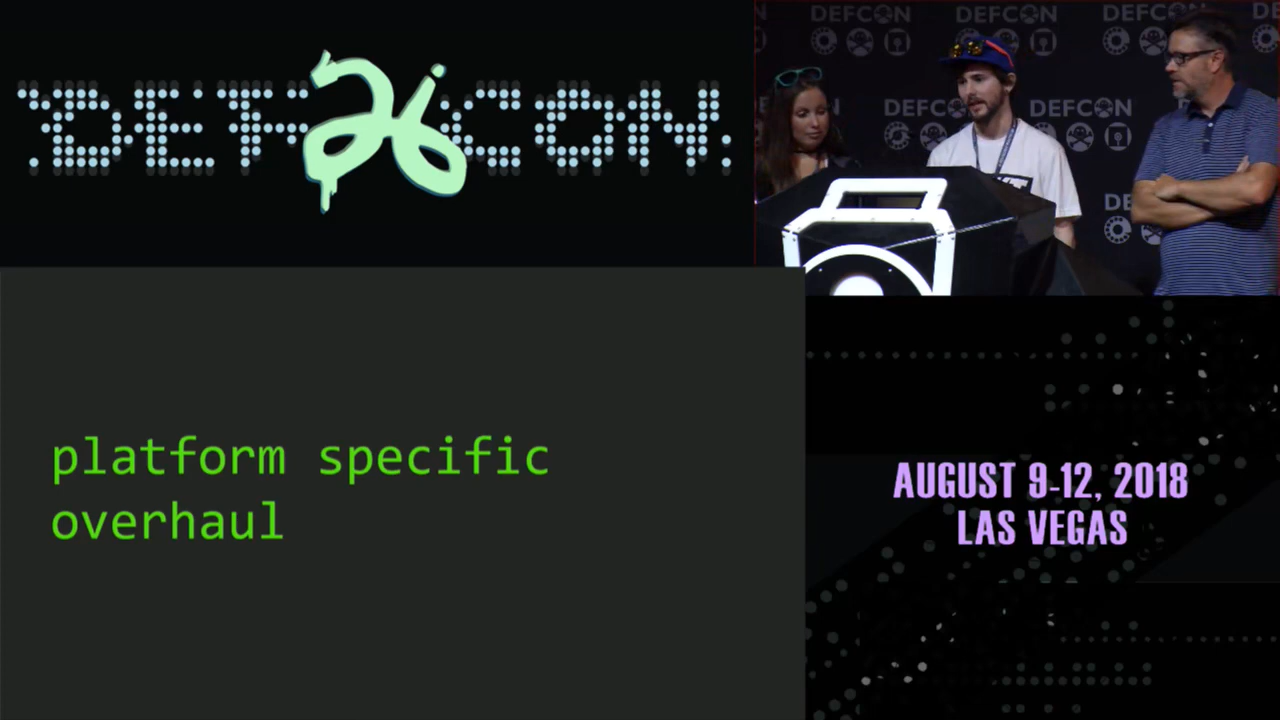 DEF CON
26
DEFCON DEFCON DEFCON
DEFCON DEFCON
platform specific
overhaul
AUGUST 9-12, 2018
LAS VEGAS